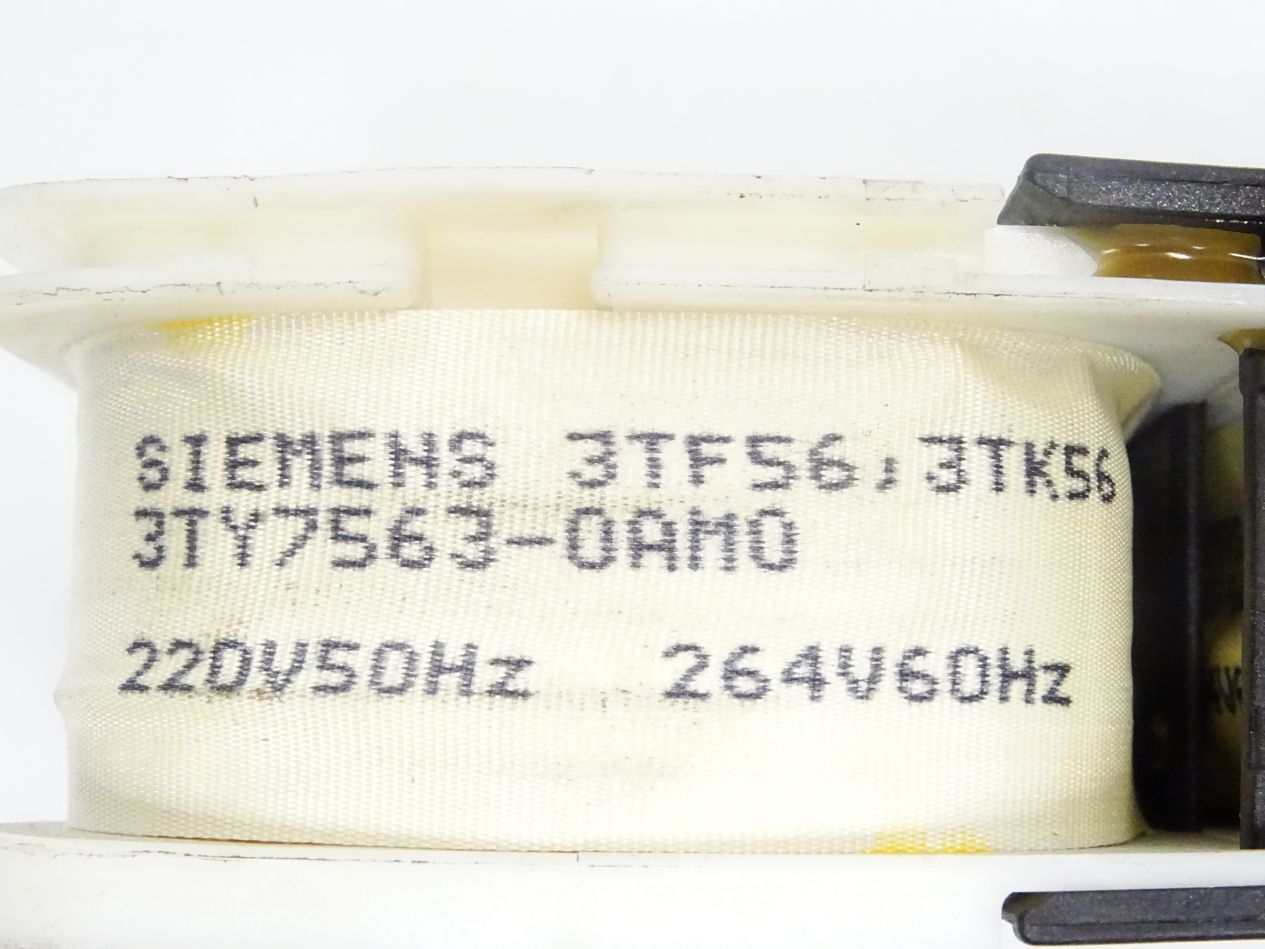 SIEMENS 3TF56, 3TK56
3TY7563-0AM0
220V50Hz 264V60Hz